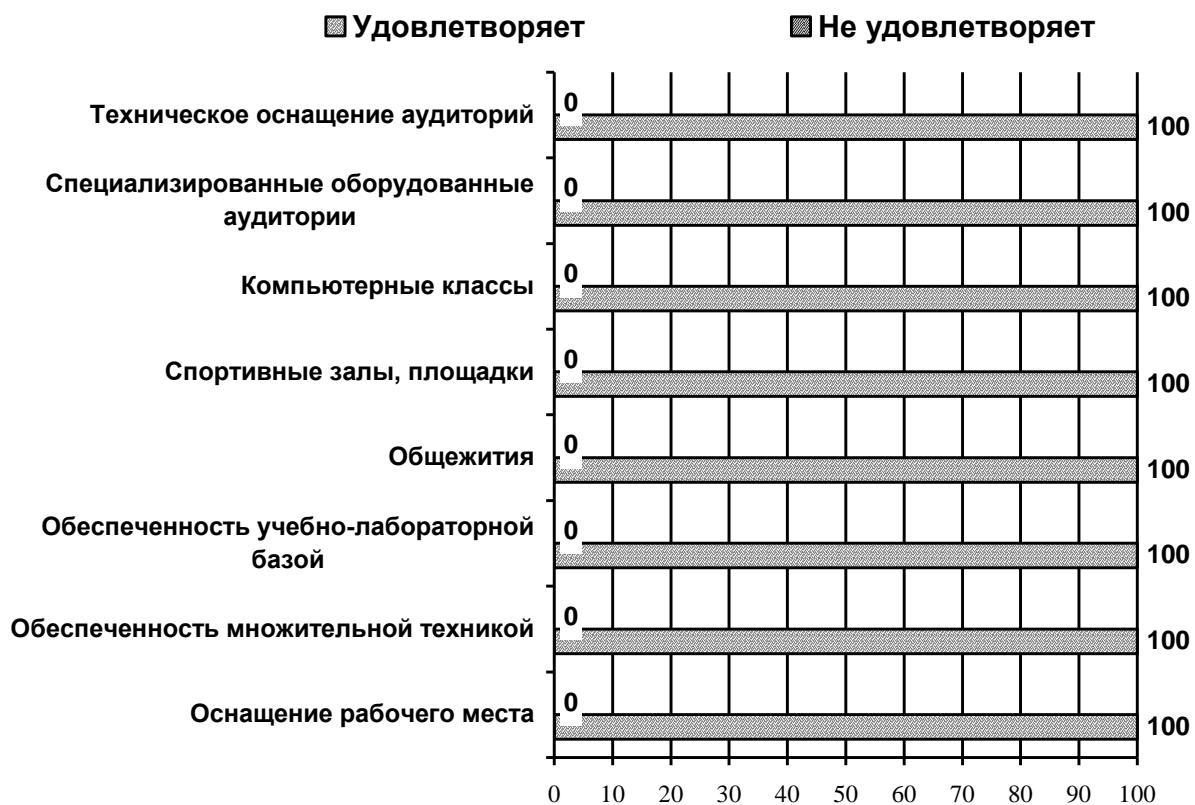 Удовлетворяет Не удовлетворяет
Техническое оснащение аудиторий 0 100
Специализированные оборудованные
аудитории 0 100
Компьютерные классы 0 100
Спортивные залы, площадки 0 100
Общежития 0 100
Обеспеченность учебно-лабораторной
базой 0 100
Обеспеченность множительной техникой 0 100
Оснащение рабочего места 0 100
0 10 20 30 40 50 60 70 80 90 100